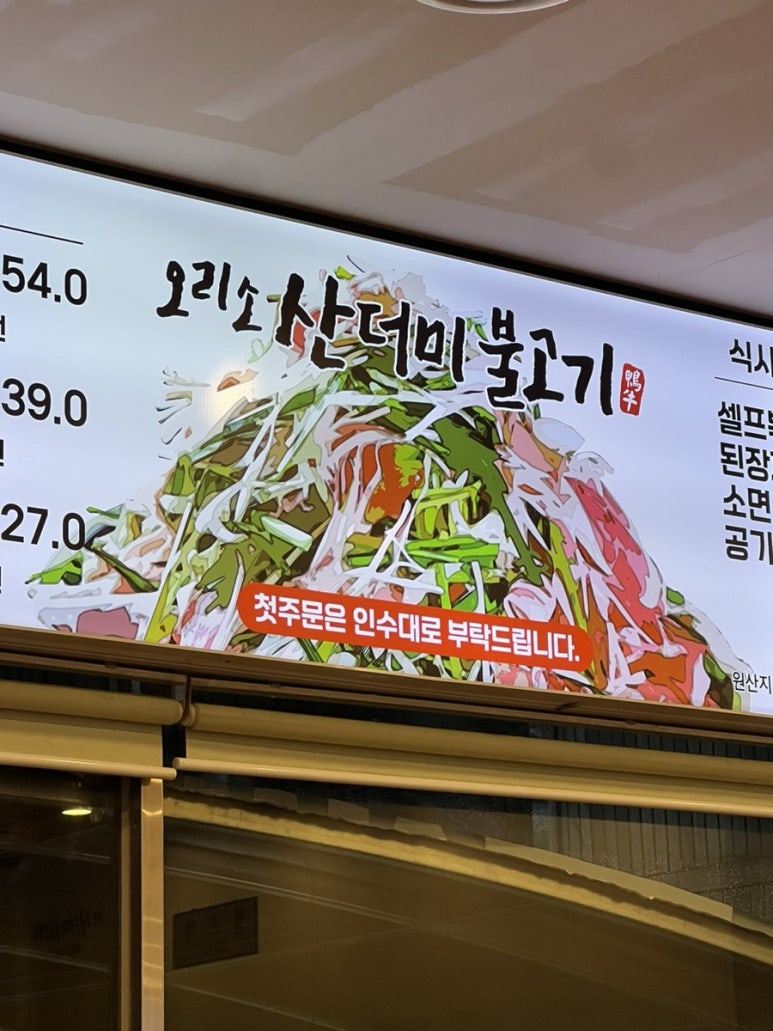 54.0
39.0
27.0
오리소 산더미 불고기
鴨牛
첫주문은 인수대로 부탁드립니다.
식사
셀프
된장
소면
공기
원산지